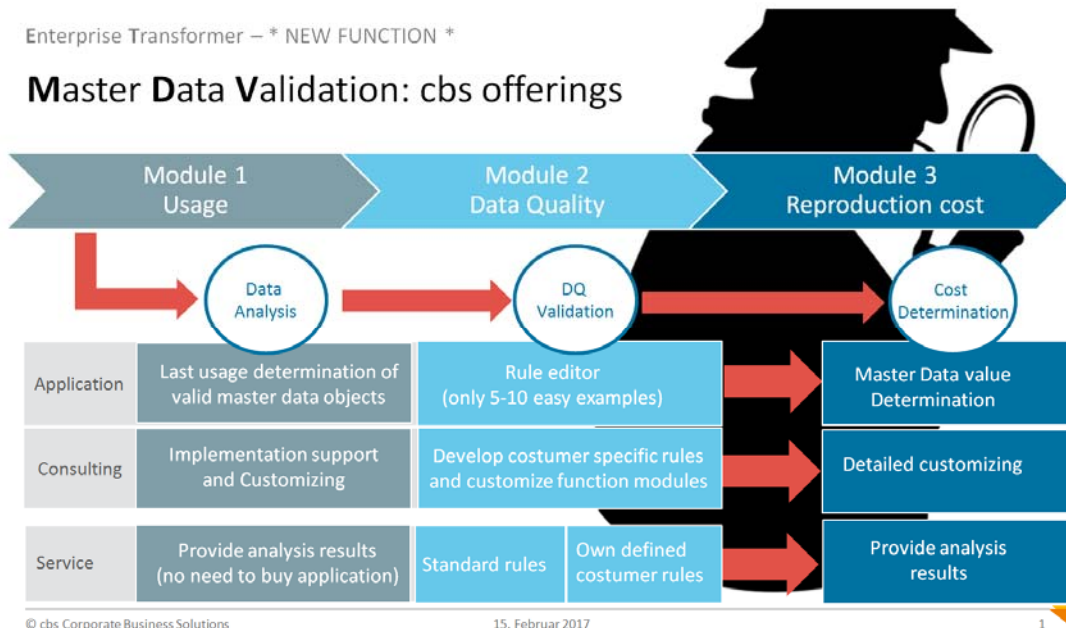 Enterprise Transformer – * NEW FUNCTION *
Master Data Validation: cbs offerings
Module 1
Usage
Module 2
Data Quality
Module 3
Reproduction cost
Data
Analysis
DQ
Validation
Cost
Determination
Application
Last usage determination of
valid master data objects
Rule editor
(only 5-10 easy examples)
Master Data value
Determination
Consulting
Implementation support
and Customizing
Develop costumer specific rules
and customize function modules
Detailed customizing
Service
Provide analysis results
(no need to buy application)
Standard rules
Own defined
costumer rules
Provide analysis
results
© cbs Corporate Business Solutions
15. Februar 2017
1